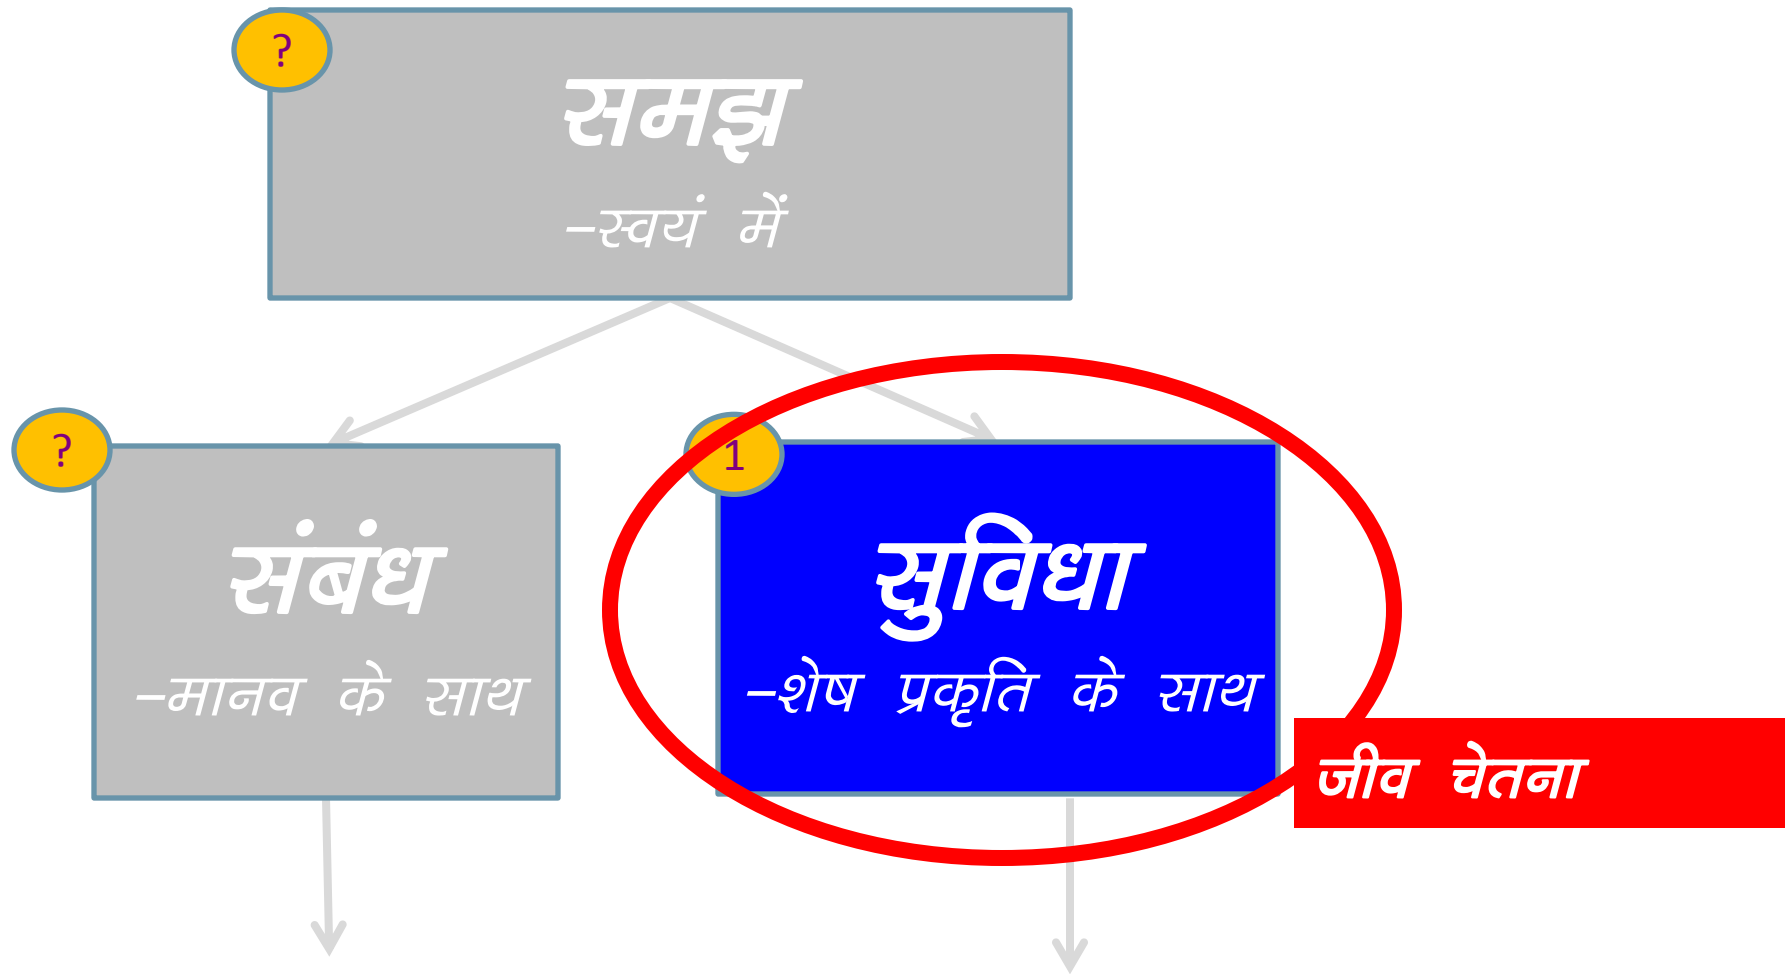 ?
समझ
–स्वयं में
?
संबंध
–मानव के साथ
1
सुविधा
–शेष प्रकृति के साथ
जीव चेतना